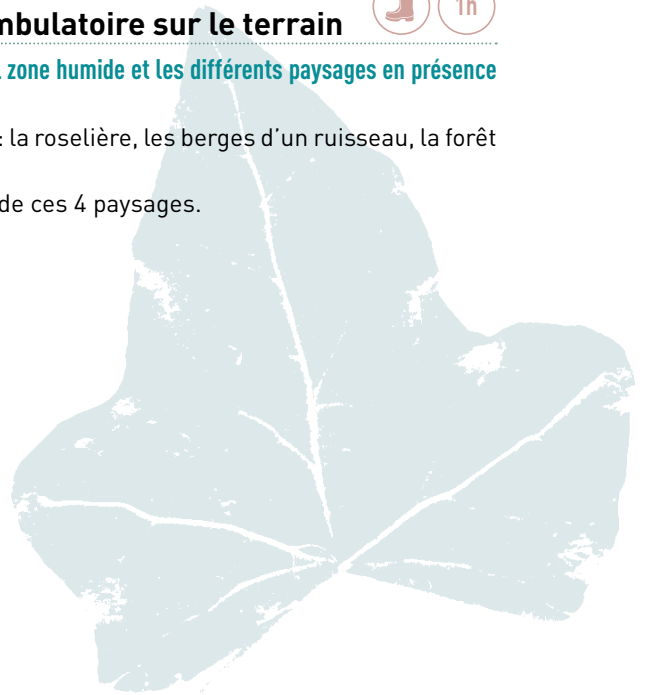 mbulatoire sur le terrain
1h
zone humide et les différents paysages en présence
: la roselière, les berges d’un ruisseau, la forêt
de ces 4 paysages.